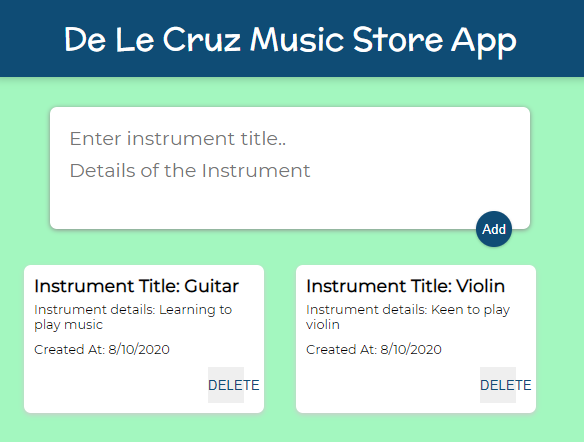 De Le Cruz Music Store App
Enter instrument title..
Details of the Instrument
Add
Instrument Title: Guitar
Instrument details: Learning to
play music
Created At: 8/10/2020
DELETE
Instrument Title: Violin
Instrument details: Keen to play
violin
Created At: 8/10/2020
DELETE